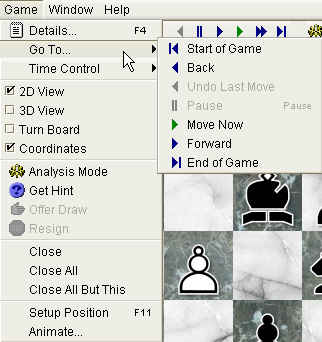 Game Window Help
Details... F4
Go To...
Time Control
2D View
3D View
Turn Board
Coordinates
Analysis Mode
Get Hint
Offer Draw
Resign
Close
Close All
Close All But This
Setup Position F11
Animate...
Start of Game
Back
Undo Last Move
Pause Pause
Move Now
Forward
End of Game